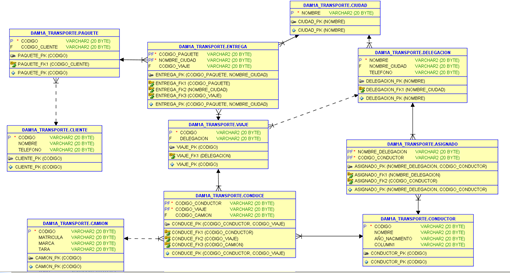 DAM1A_TRANSPORTE.CIUDAD
P * NOMBRE VARCHAR2 (20 BYTE)
CIUDAD_PK (NOMBRE)
CIUDAD_PK (NOMBRE)
DAM1A_TRANSPORTE.PAQUETE
P * CODIGO VARCHAR2 (20 BYTE)
F CODIGO_CLIENTE VARCHAR2 (20 BYTE)
PAQUETE_PK (CODIGO)
PAQUETE_FK1 (CODIGO_CLIENTE)
PAQUETE_PK (CODIGO)
DAM1A_TRANSPORTE.ENTREGA
PF* CODIGO_PAQUETE VARCHAR2 (20 BYTE)
PF* NOMBRE_CIUDAD VARCHAR2 (20 BYTE)
F CODIGO_VIAJE VARCHAR2 (20 BYTE)
ENTREGA_PK (CODIGO_PAQUETE, NOMBRE_CIUDAD)
ENTREGA_FK1 (CODIGO_PAQUETE)
ENTREGA_FK2 (NOMBRE_CIUDAD)
ENTREGA_FK3 (CODIGO_VIAJE)
ENTREGA_PK (CODIGO_PAQUETE, NOMBRE_CIUDAD)
DAM1A_TRANSPORTE.DELEGACION
P * NOMBRE VARCHAR2 (20 BYTE)
F NOMBRE_CIUDAD VARCHAR2 (20 BYTE)
TELEFONO VARCHAR2 (20 BYTE)
DELEGACION_PK (NOMBRE)
DELEGACION_FK1 (NOMBRE_CIUDAD)
DELEGACION_PK (NOMBRE)
DAM1A_TRANSPORTE.CLIENTE
P * CODIGO VARCHAR2 (20 BYTE)
NOMBRE VARCHAR2 (20 BYTE)
TELEFONO VARCHAR2 (20 BYTE)
CLIENTE_PK (CODIGO)
CLIENTE_PK (CODIGO)
DAM1A_TRANSPORTE.VIAJE
P * CODIGO VARCHAR2 (20 BYTE)
F DELEGACION VARCHAR2 (20 BYTE)
VIAJE_PK (CODIGO)
VIAJE_FK1 (DELEGACION)
VIAJE_PK (CODIGO)
DAM1A_TRANSPORTE.ASIGNADO
PF* NOMBRE_DELEGACION VARCHAR2 (20 BYTE)
PF* CODIGO_CONDUCTOR VARCHAR2 (20 BYTE)
ASIGNADO_PK (NOMBRE_DELEGACION, CODIGO_CONDUCTOR)
ASIGNADO_FK1 (NOMBRE_DELEGACION)
ASIGNADO_FK2 (CODIGO_CONDUCTOR)
ASIGNADO_PK (NOMBRE_DELEGACION, CODIGO_CONDUCTOR)
DAM1A_TRANSPORTE.CONDUCE
PF* CODIGO_CONDUCTOR VARCHAR2 (20 BYTE)
PF* CODIGO_VIAJE VARCHAR2 (20 BYTE)
F CODIGO_CAMION VARCHAR2 (20 BYTE)
CONDUCE_PK (CODIGO_CONDUCTOR, CODIGO_VIAJE)
CONDUCE_FK1 (CODIGO_CONDUCTOR)
CONDUCE_FK2 (CODIGO_VIAJE)
CONDUCE_FK3 (CODIGO_CAMION)
CONDUCE_PK (CODIGO_CONDUCTOR, CODIGO_VIAJE)
DAM1A_TRANSPORTE.CAMION
P * CODIGO VARCHAR2 (20 BYTE)
MATRICULA VARCHAR2 (20 BYTE)
MARCA VARCHAR2 (20 BYTE)
TARA VARCHAR2 (20 BYTE)
CAMION_PK (CODIGO)
CAMION_PK (CODIGO)
DAM1A_TRANSPORTE.CONDUCTOR
P * CODIGO VARCHAR2 (20 BYTE)
NOMBRE VARCHAR2 (20 BYTE)
AÑO_NACIMIENTO VARCHAR2 (20 BYTE)
COLUMN1 VARCHAR2 (20 BYTE)
CONDUCTOR_PK (CODIGO)
CONDUCTOR_PK (CODIGO)